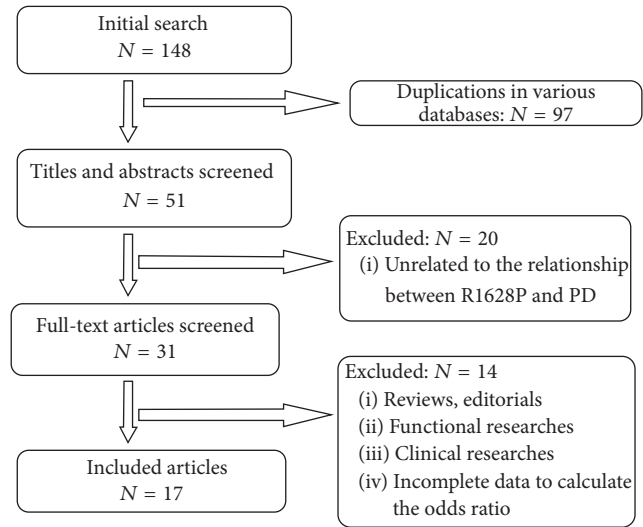 Initial search
N = 148
Duplications in various
databases: N = 97
Titles and abstracts screened
N = 51
Excluded: N = 20
(i) Unrelated to the relationship
between R1628P and PD
Full-text articles screened
N = 31
Excluded: N = 14
(i) Reviews, editorials
(ii) Functional researches
(iii) Clinical researches
(iv) Incomplete data to calculate
the odds ratio
Included articles
N = 17